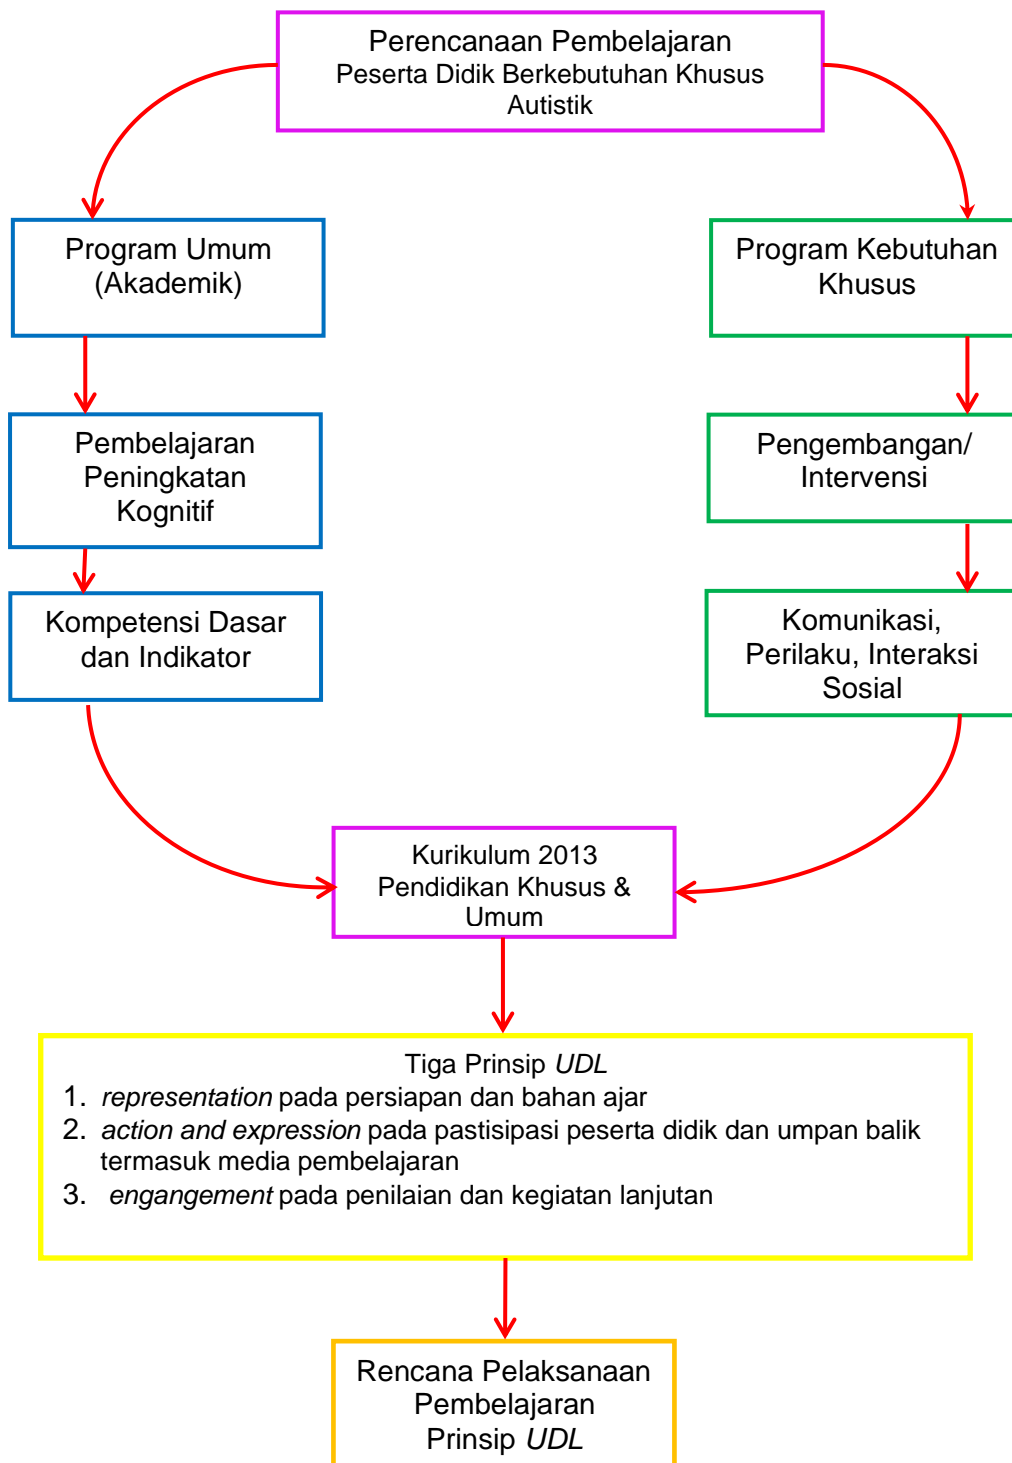 Perencanaan Pembelajaran
Peserta Didik Berkebutuhan Khusus
Autistik
Program Umum
(Akademik)
Program Kebutuhan
Khusus
Pembelajaran
Peningkatan
Kognitif
Pengembangan/
Intervensi
Kompetensi Dasar
dan Indikator
Komunikasi,
Perilaku, Interaksi
Sosial
Kurikulum 2013
Pendidikan Khusus &
Umum
Tiga Prinsip UDL
1. representation pada persiapan dan bahan ajar
2. action and expression pada pastisipasi peserta didik dan umpan balik
termasuk media pembelajaran
3. engangement pada penilaian dan kegiatan lanjutan
Rencana Pelaksanaan
Pembelajaran
Prinsip UDL